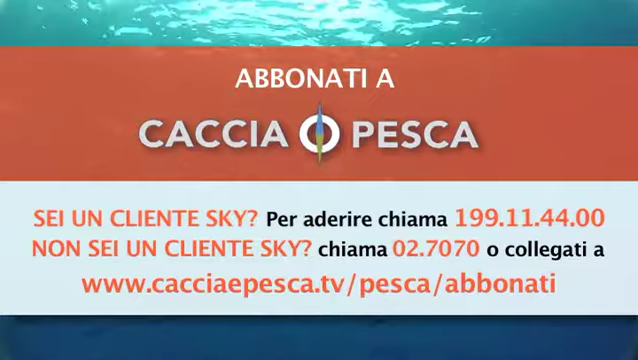 ABBONATI A
CACCIA PESCA
SEI UN CLIENTE SKY? Per aderire chiama 199.11.44.00
NON SEI UN CLIENTE SKY? chiama 02.7070 o collegati a
www.cacciaepesca.tv/pesca/abbonati